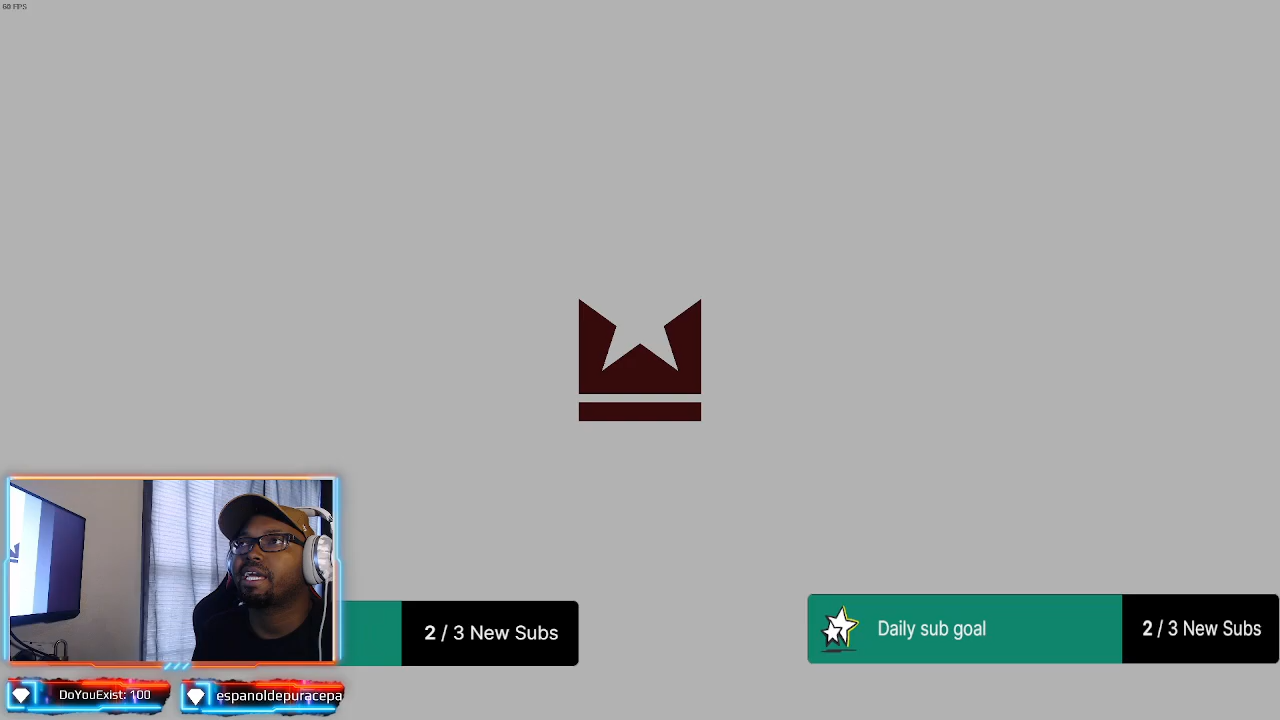 60 FPS
2 / 3 New Subs
Daily sub goal
2 / 3 New Subs
DoYouExist: 100
espanoldepuracepa